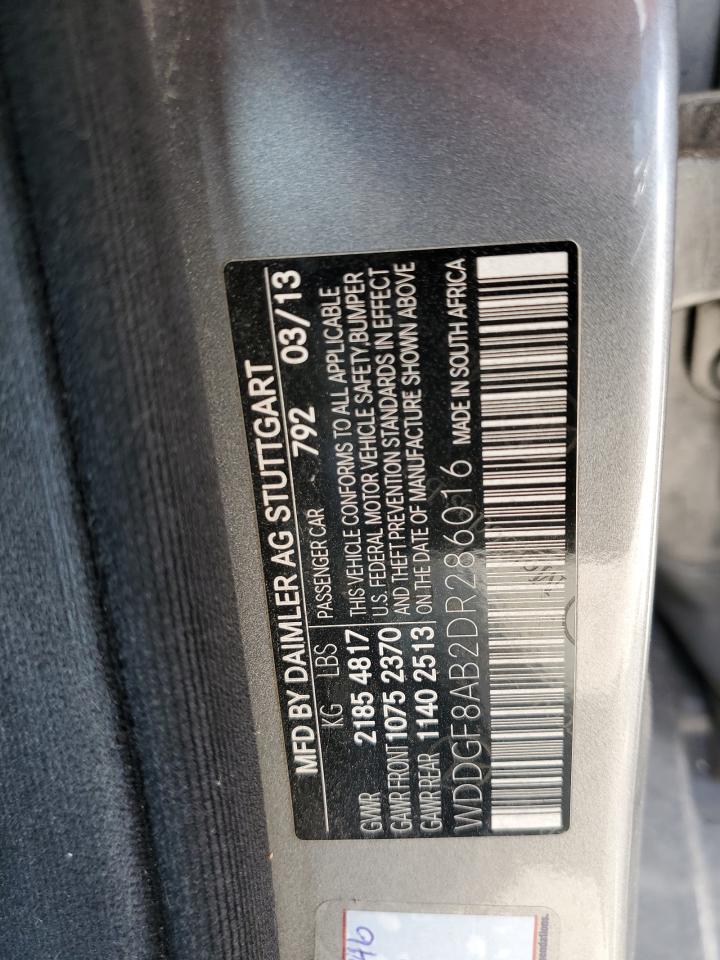 MFD BY DAIMLER AG STUTTGART
KG LBS 792 03/13
PASSENGER CAR
GVWR 2185 4817
GAWR FRONT 1075 2370
GAWR REAR 1140 2513
THIS VEHICLE CONFORMS TO ALL APPLICABLE
U.S. FEDERAL MOTOR VEHICLE SAFETY,BUMPER
AND THEFT PREVENTION STANDARDS IN EFFECT
ON THE DATE OF MANUFACTURE SHOWN ABOVE
WDDGF8AB2DR286016 MADE IN SOUTH AFRICA